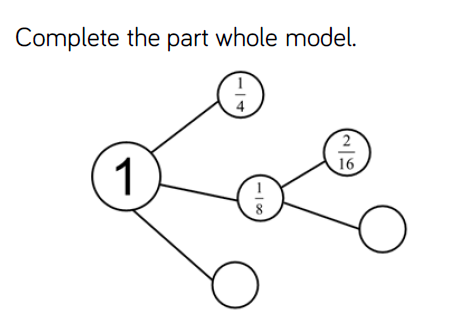 Complete the part whole model.
1/4
2/16
1
1/8